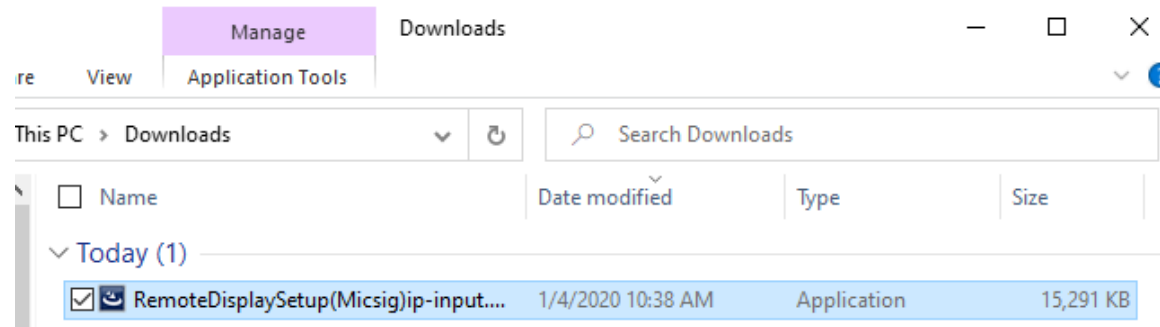 Manage Downloads
re View Application Tools
This PC > Downloads Search Downloads
Name Date modified Type Size
Today (1)
RemoteDisplaySetup(Micsig)ip-input.... 1/4/2020 10:38 AM Application 15,291 KB